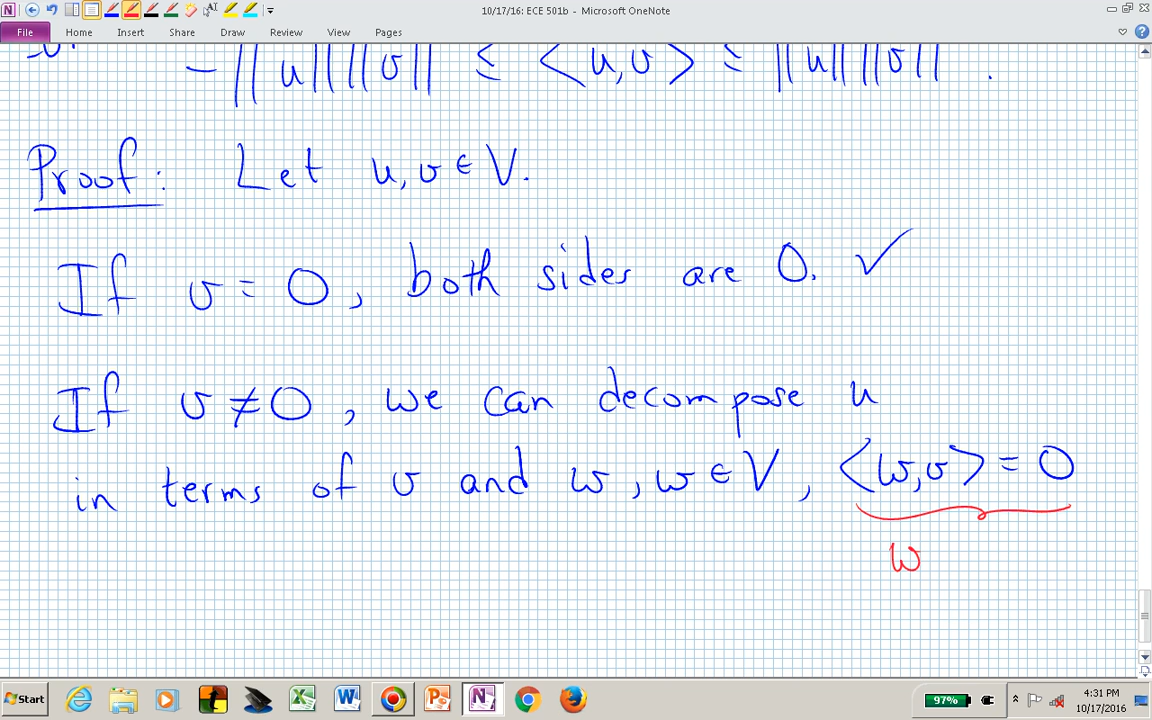 10/17/16: ECE 501b - Microsoft OneNote
File Home Insert Share Draw Review View Pages
- ||u|| ||v|| ≤ <u,v> ≤ ||u|| ||v|| .
Proof: Let u, v ∈ V.
If v = 0, both sides are 0. ✓
If v ≠ 0, we can decompose u
in terms of v and w, w ∈ V, <w,v> = 0
w
Start
97%
4:31 PM
10/17/2016